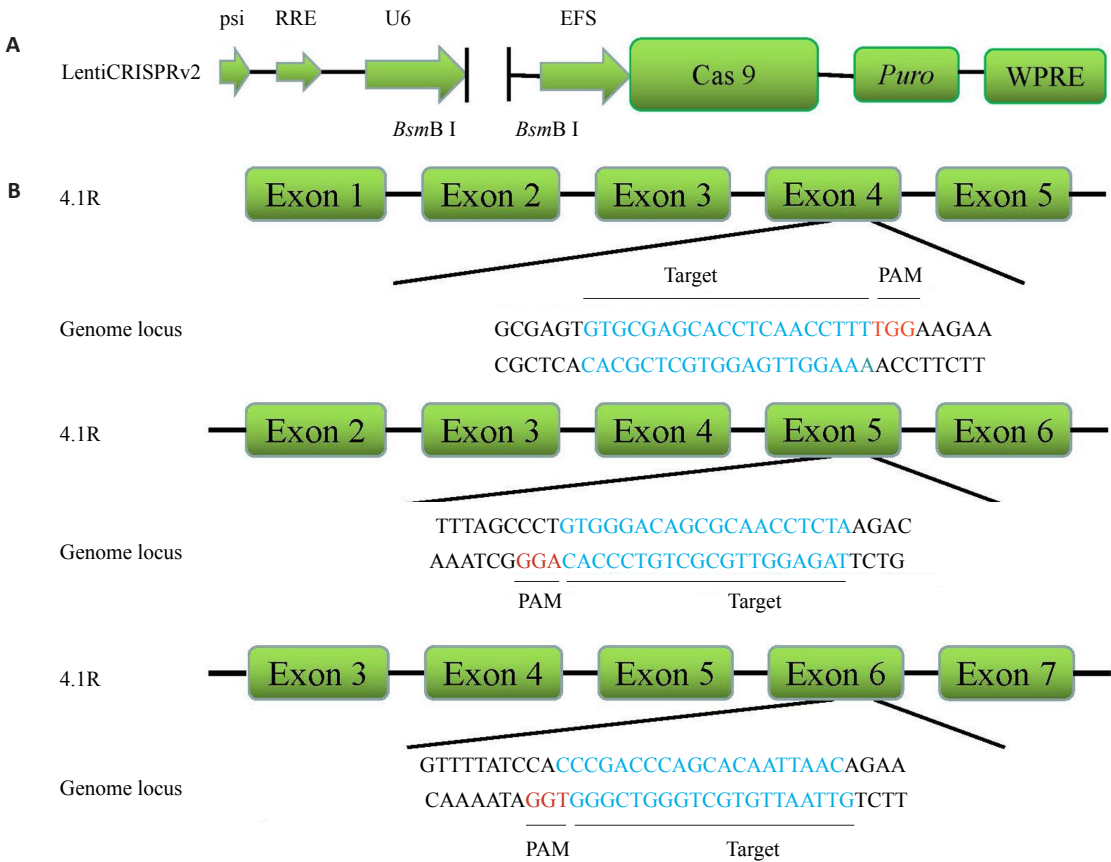 psi RRE U6 EFS
A
LentiCRISPRv2 Cas 9 Puro WPRE
BsmB I BsmB I
B
4.1R Exon 1 Exon 2 Exon 3 Exon 4 Exon 5
Target PAM
Genome locus
GCGAGTGTGCGAGCACCTCAACCTTTTGGAAGAA
CGCTCACACGCTCGTGGAGTTGGAAAACCTTCTT
4.1R Exon 2 Exon 3 Exon 4 Exon 5 Exon 6
TTTAGCCCTGTGGGACAGCGCAACCTCTAAGAC
Genome locus
AAATCGGGACACCCTGTCGCGTTGGAGATTCTG
PAM Target
4.1R Exon 3 Exon 4 Exon 5 Exon 6 Exon 7
GTTTTATCCACCCGACCCAGCACAATTAACAGAA
Genome locus
CAAAATAGGTGGGCTGGGTCGTGTTAATTGTCTT
PAM Target